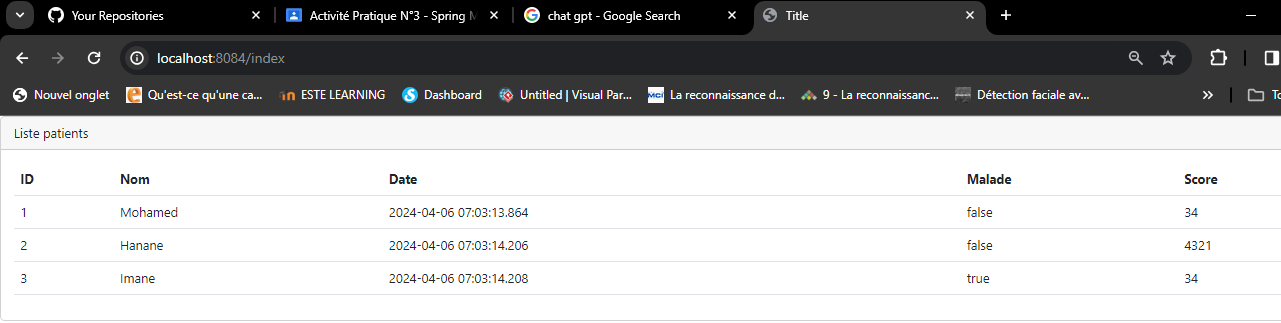 Your Repositories
Activité Pratique N°3 - Spring M
chat gpt - Google Search
Title
localhost:8084/index
Nouvel onglet
Qu'est-ce qu'une ca...
ESTE LEARNING
Dashboard
Untitled | Visual Par...
MCI
La reconnaissance d...
9 - La reconnaissanc...
Détection faciale av...
To
Liste patients
ID Nom Date Malade Score
1 Mohamed 2024-04-06 07:03:13.864 false 34
2 Hanane 2024-04-06 07:03:14.206 false 4321
3 Imane 2024-04-06 07:03:14.208 true 34